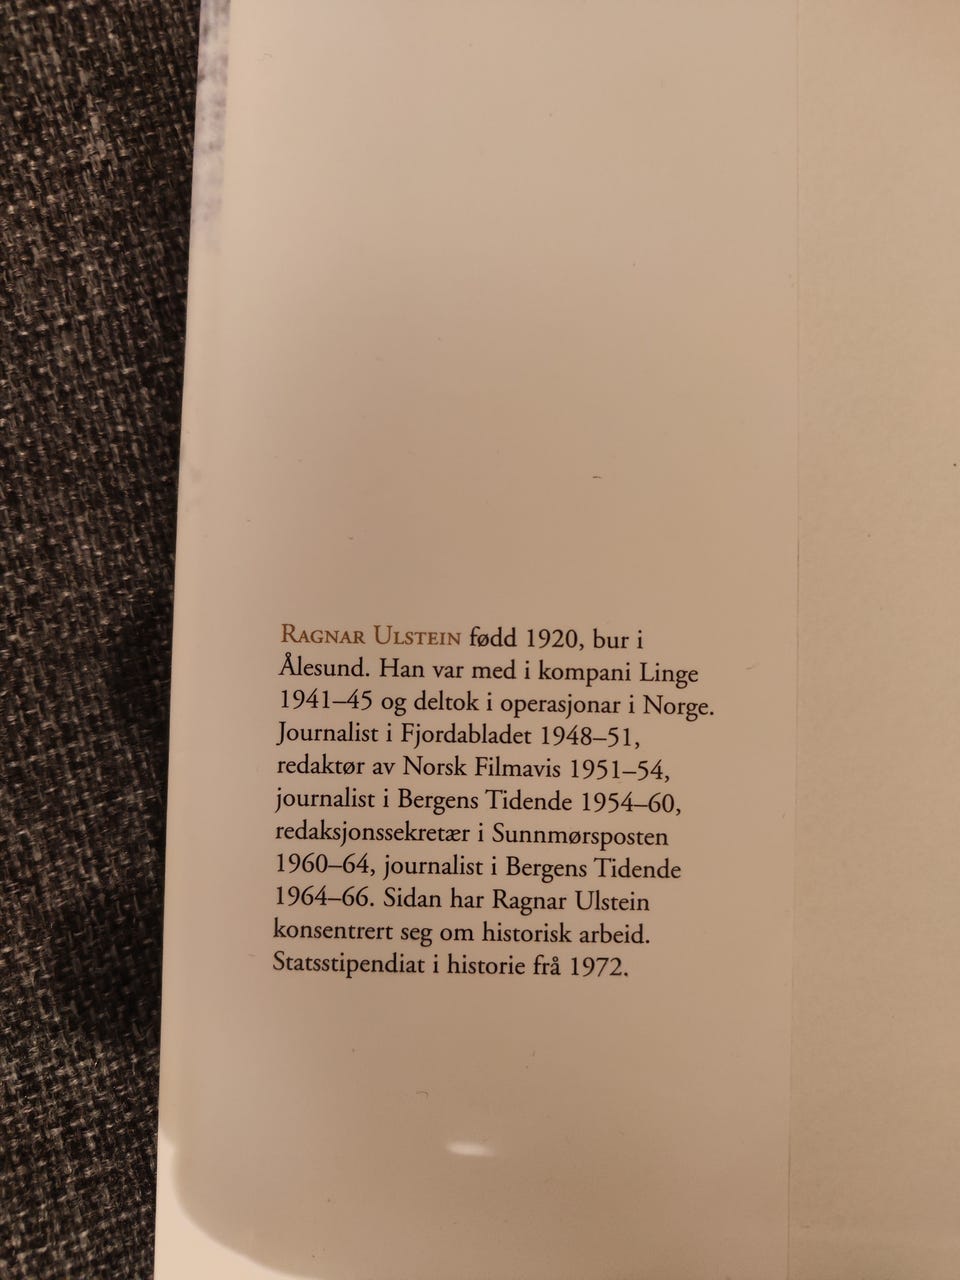 RAGNAR ULSTEIN fødd 1920, bur i
Ålesund. Han var med i kompani Linge
1941–45 og deltok i operasjonar i Norge.
Journalist i Fjordabladet 1948–51,
redaktør av Norsk Filmavis 1951–54,
journalist i Bergens Tidende 1954–60,
redaksjonssekretær i Sunnmørsposten
1960–64, journalist i Bergens Tidende
1964–66. Sidan har Ragnar Ulstein
konsentrert seg om historisk arbeid.
Statsstipendiat i historie frå 1972.